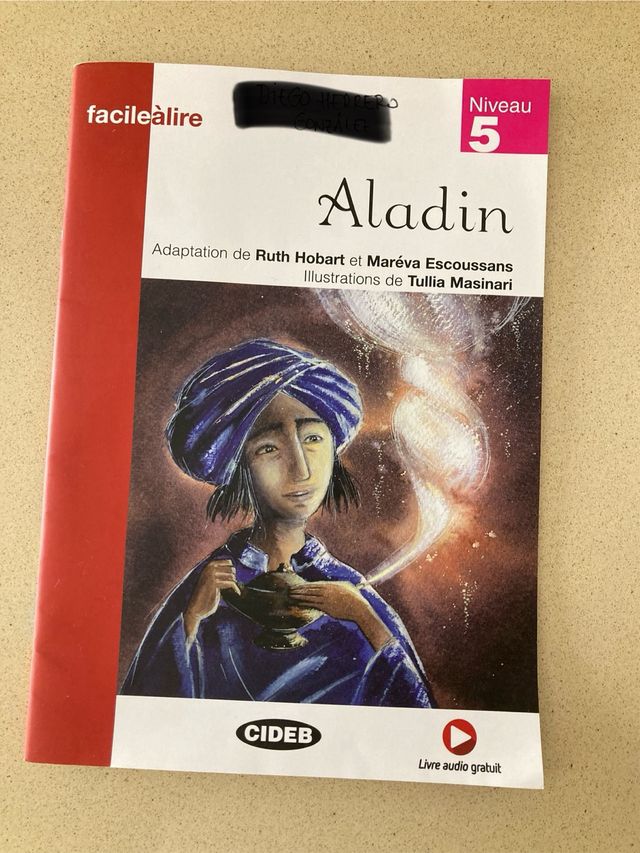 facileàlire
Niveau
5
Aladin
Adaptation de Ruth Hobart et Maréva Escoussans
Illustrations de Tullia Masinari
CIDEB
Livre audio gratuit